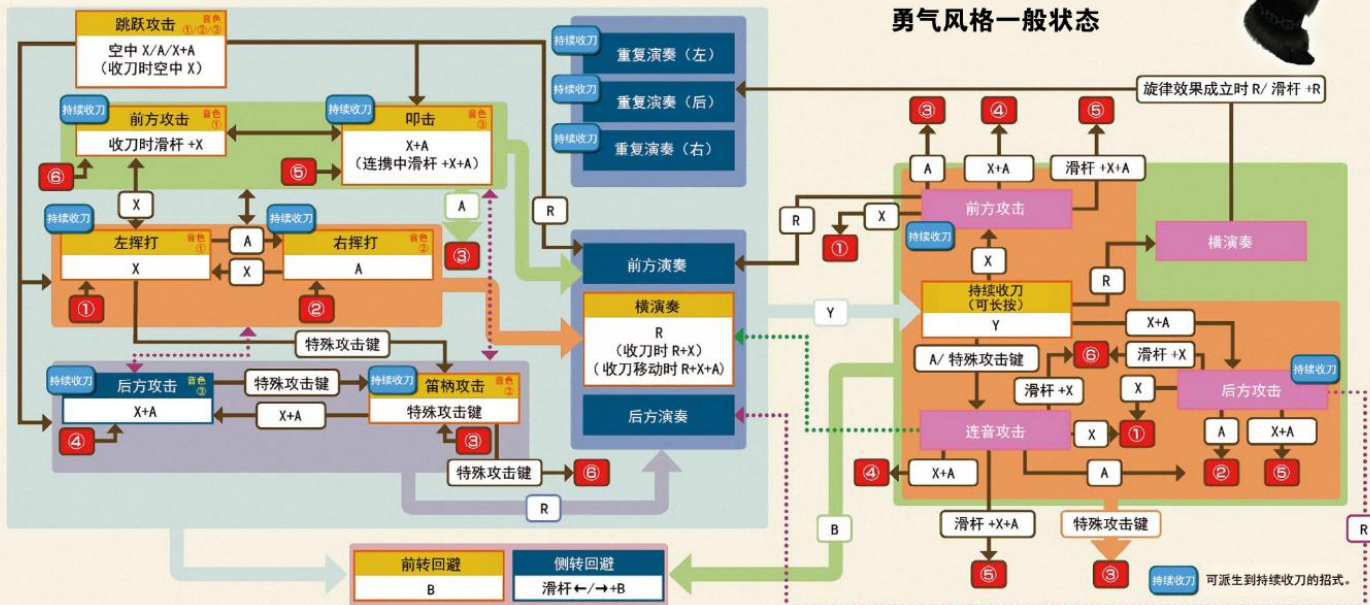 勇气风格一般状态
跳跃攻击
音色
①/②/③
空中 X/A/X+A
(收刀时空中 X)
持续收刀
前方攻击
音色
①
收刀时滑杆 +X
持续收刀
叩击
音色
③
X+A
(连携中滑杆 +X+A)
⑥
⑤
X
A
③
R
持续收刀
左挥打
音色
①
X
A
X
持续收刀
右挥打
音色
②
A
①
②
特殊攻击键
持续收刀
后方攻击
音色
③
X+A
特殊攻击键
X+A
持续收刀
笛柄攻击
音色
②
特殊攻击键
④
③
特殊攻击键
⑥
R
持续收刀
重复演奏(左)
持续收刀
重复演奏(后)
持续收刀
重复演奏(右)
前方演奏
横演奏
R
(收刀时 R+X)
(收刀移动时 R+X+A)
后方演奏
前转回避
B
侧转回避
滑杆←/→+B
Y
B
旋律效果成立时 R/ 滑杆 +R
③
④
⑤
A
X+A
滑杆 +X+A
R
X
①
前方攻击
持续收刀
X
R
横演奏
持续收刀
(可长按)
Y
X+A
A/ 特殊攻击键
⑥
滑杆 +X
滑杆 +X
X
后方攻击
持续收刀
连音攻击
X
①
A
X+A
④
X+A
A
②
⑤
滑杆 +X+A
特殊攻击键
R
⑤
③
持续收刀
可派生到持续收刀的招式。